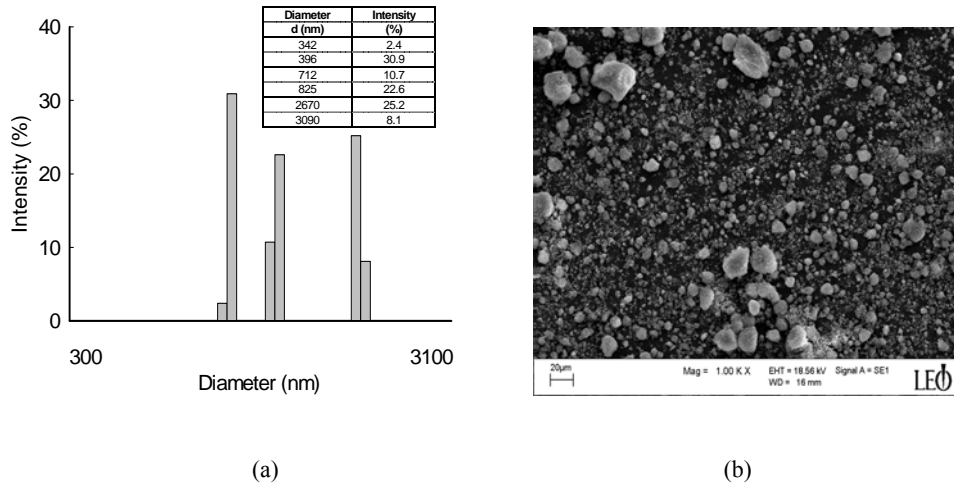 40
30
20
10
0
Intensity (%)
300 3100
Diameter (nm)
Diameter Intensity
d (nm) (%)
342 2.4
396 30.9
712 10.7
825 22.6
2670 25.2
3090 8.1
20µm
Mag = 1.00 K X EHT = 18.56 kV Signal A = SE1
WD = 16 mm
LEO
(a) (b)